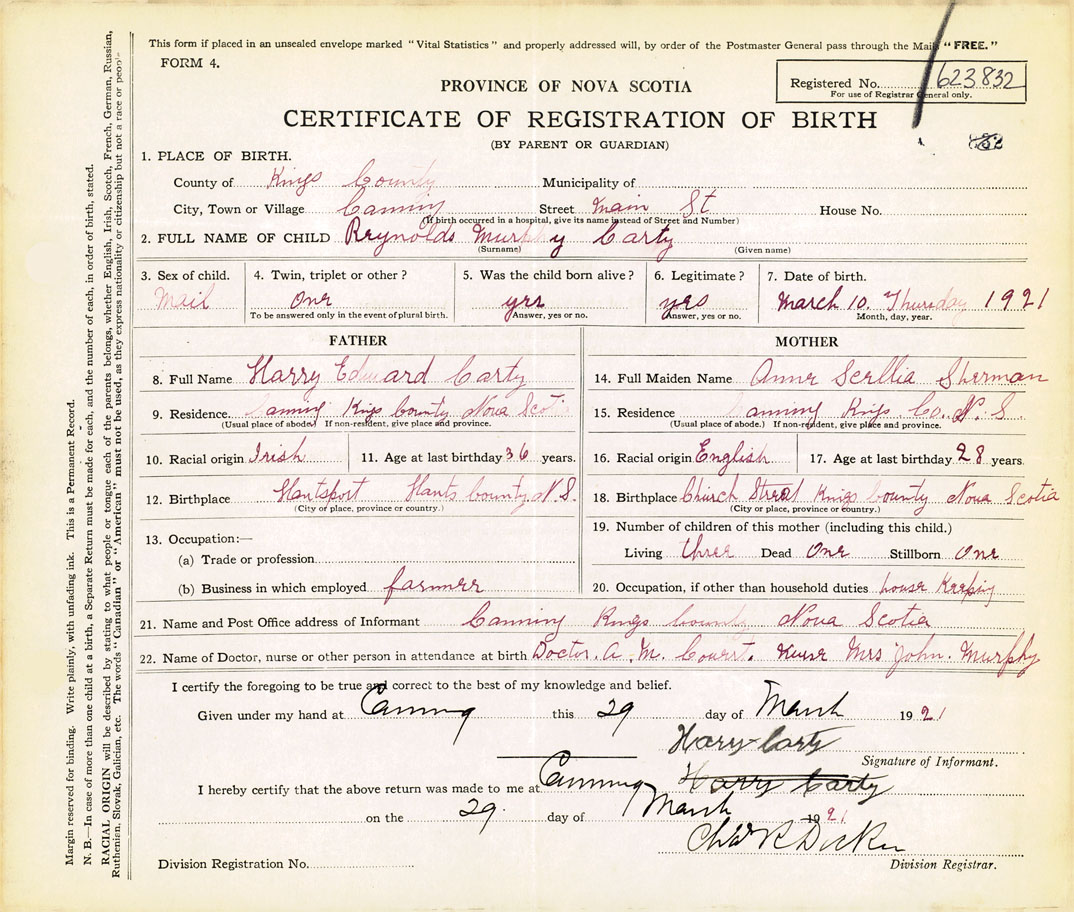 This form if placed in an unsealed envelope marked "Vital Statistics" and properly addressed will, by order of the Postmaster General pass through the Mail "FREE."
FORM 4.
Registered No. 623832
For use of Registrar General only.
PROVINCE OF NOVA SCOTIA
CERTIFICATE OF REGISTRATION OF BIRTH
(BY PARENT OR GUARDIAN)
1. PLACE OF BIRTH.
County of Kings County Municipality of
City, Town or Village Canning Street Main St House No.
(If birth occurred in a hospital, give its name instead of Street and Number)
2. FULL NAME OF CHILD Reynolds Murphy Carty
(Surname) (Given name)
3. Sex of child. 4. Twin, triplet or other? 5. Was the child born alive? 6. Legitimate? 7. Date of birth.
Mail One yes yes March 10. Thursday 1921
To be answered only in the event of plural birth. Answer, yes or no. Answer, yes or no. Month, day, year.
FATHER MOTHER
8. Full Name Harry Edward Carty 14. Full Maiden Name Anne Scellia Sherman
9. Residence. Canning Kings County Nova Scotia 15. Residence Canning Kings. Co. N. S.
(Usual place of abode) If non-resident, give place and province. (Usual place of abode.) If non-resident, give place and province.
10. Racial origin Irish 11. Age at last birthday 36 years. 16. Racial origin English 17. Age at last birthday 28 years.
12. Birthplace Hantsport Hants County N.S. 18. Birthplace Church Street Kings County Nova Scotia
(City or place, province or country.) (City or place, province or country.)
13. Occupation:— 19. Number of children of this mother (including this child.)
(a) Trade or profession Living three Dead One Stillborn One
(b) Business in which employed farmer 20. Occupation, if other than household duties house Keeping
21. Name and Post Office address of Informant Canning Kings County Nova Scotia
22. Name of Doctor, nurse or other person in attendance at birth Doctor. A. M. Mrs John. Murphy
I certify the foregoing to be true and correct to the best of my knowledge and belief.
Given under my hand at Canning this 29 day of March 1921
Harry Carty
Signature of Informant.
Harry Carty
I hereby certify that the above return was made to me at Canning
on the 29. day of March 1921
Division Registration No. Division Registrar.
Margin reserved for binding. Write plainly, with unfading ink. This is a Permanent Record.
N. B.—In case of more than one child at a birth, a Separate Return must be made for each, and the number of each, in order of birth, stated.
RACIAL ORIGIN will be described by stating to what people or tongue each of the parents belongs, whether English, Irish, Scotch, French, German, Russian,
Ruthenian, Slovak, Galician, etc. The words "Canadian" or "American" must not be used, as they express nationality or citizenship but not a race or people